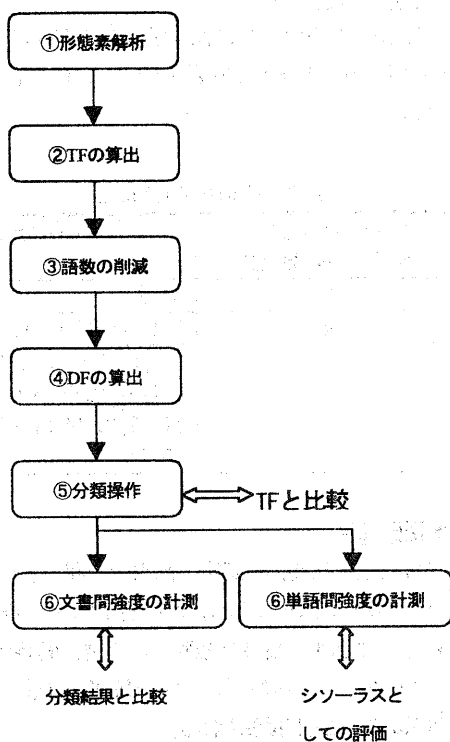 ①形態素解析
②TFの算出
③語数の削減
④DFの算出
⑤分類操作
TFと比較
⑥文書間強度の計測
⑥単語間強度の計測
分類結果と比較
シソーラスと
しての評価